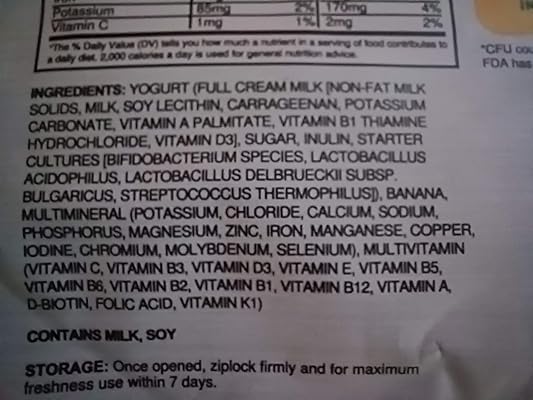 Potassium 85mg 2% 170mg 4%
Vitamin C 1mg 1% 2mg 2%
*The % Daily Value (DV) tells you how much a nutrient in a serving of food contributes to
a daily diet. 2,000 calories a day is used for general nutrition advice.
*CFU
FDA has
INGREDIENTS: YOGURT (FULL CREAM MILK [NON-FAT MILK
SOLIDS, MILK, SOY LECITHIN, CARRAGEENAN, POTASSIUM
CARBONATE, VITAMIN A PALMITATE, VITAMIN B1 THIAMINE
HYDROCHLORIDE, VITAMIN D3], SUGAR, INULIN, STARTER
CULTURES [BIFIDOBACTERIUM SPECIES, LACTOBACILLUS
ACIDOPHILUS, LACTOBACILLUS DELBRUECKII SUBSP.
BULGARICUS, STREPTOCOCCUS THERMOPHILUS]), BANANA,
MULTIMINERAL (POTASSIUM, CHLORIDE, CALCIUM, SODIUM,
PHOSPHORUS, MAGNESIUM, ZINC, IRON, MANGANESE, COPPER,
IODINE, CHROMIUM, MOLYBDENUM, SELENIUM), MULTIVITAMIN
(VITAMIN C, VITAMIN B3, VITAMIN D3, VITAMIN E, VITAMIN B5,
VITAMIN B6, VITAMIN B2, VITAMIN B1, VITAMIN B12, VITAMIN A,
D-BIOTIN, FOLIC ACID, VITAMIN K1)
CONTAINS MILK, SOY
STORAGE: Once opened, ziplock firmly and for maximum
freshness use within 7 days.